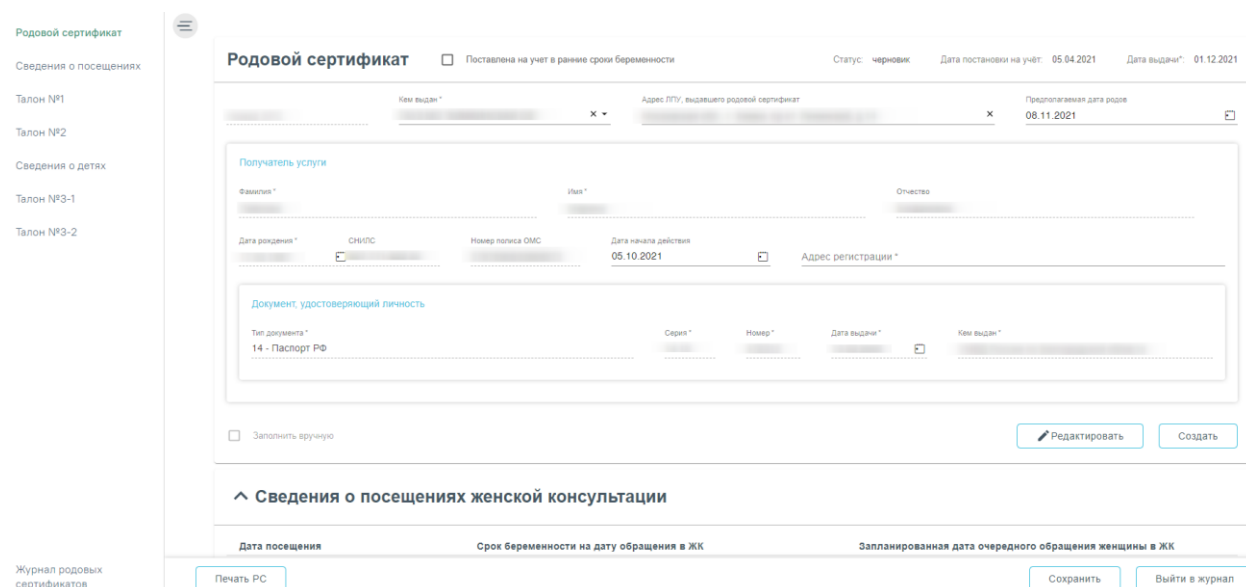 Родовой сертификат
Сведения о посещениях
Талон №1
Талон №2
Сведения о детях
Талон №3-1
Талон №3-2
Журнал родовых
сертификатов
Родовой сертификат
Поставлена на учет в ранние сроки беременности
Статус: черновик
Дата постановки на учёт: 05.04.2021
Дата выдачи*: 01.12.2021
Кем выдан *
Адрес ЛПУ, выдавшего родовой сертификат
Предполагаемая дата родов
08.11.2021
Получатель услуги
Фамилия *
Имя *
Отчество
Дата рождения *
СНИЛС
Номер полиса ОМС
Дата начала действия
05.10.2021
Адрес регистрации *
Документ, удостоверяющий личность
Тип документа *
14 - Паспорт РФ
Серия *
Номер *
Дата выдачи *
Кем выдан *
Заполнить вручную
Редактировать
Создать
Сведения о посещениях женской консультации
Дата посещения
Срок беременности на дату обращения в ЖК
Запланированная дата очередного обращения женщины в ЖК
Печать РС
Сохранить
Выйти в журнал